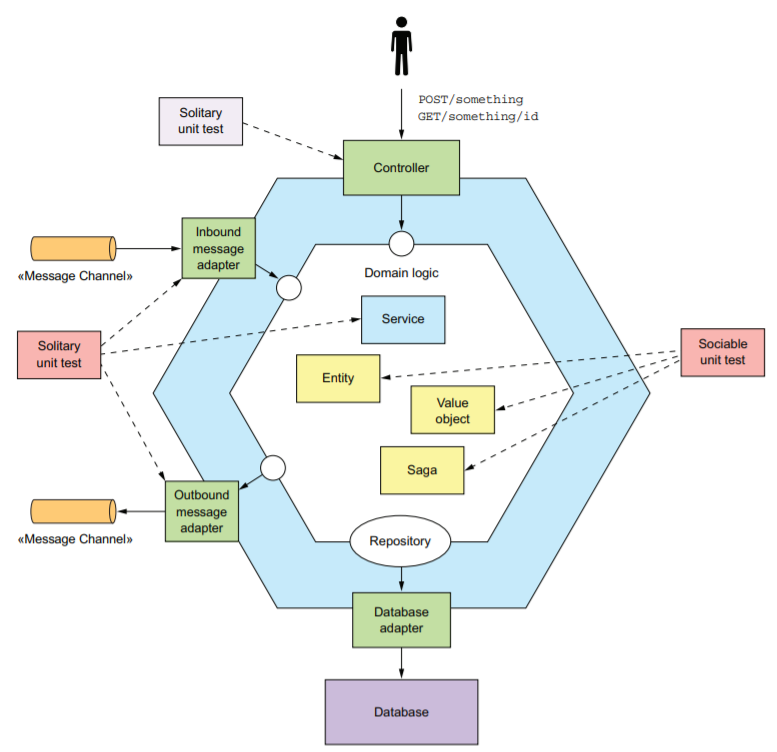 POST/something
GET/something/id
Solitary
unit test
Controller
Inbound
message
adapter
«Message Channel»
Domain logic
Service
Solitary
unit test
Sociable
unit test
Entity
Value
object
Saga
Outbound
message
adapter
«Message Channel»
Repository
Database
adapter
Database